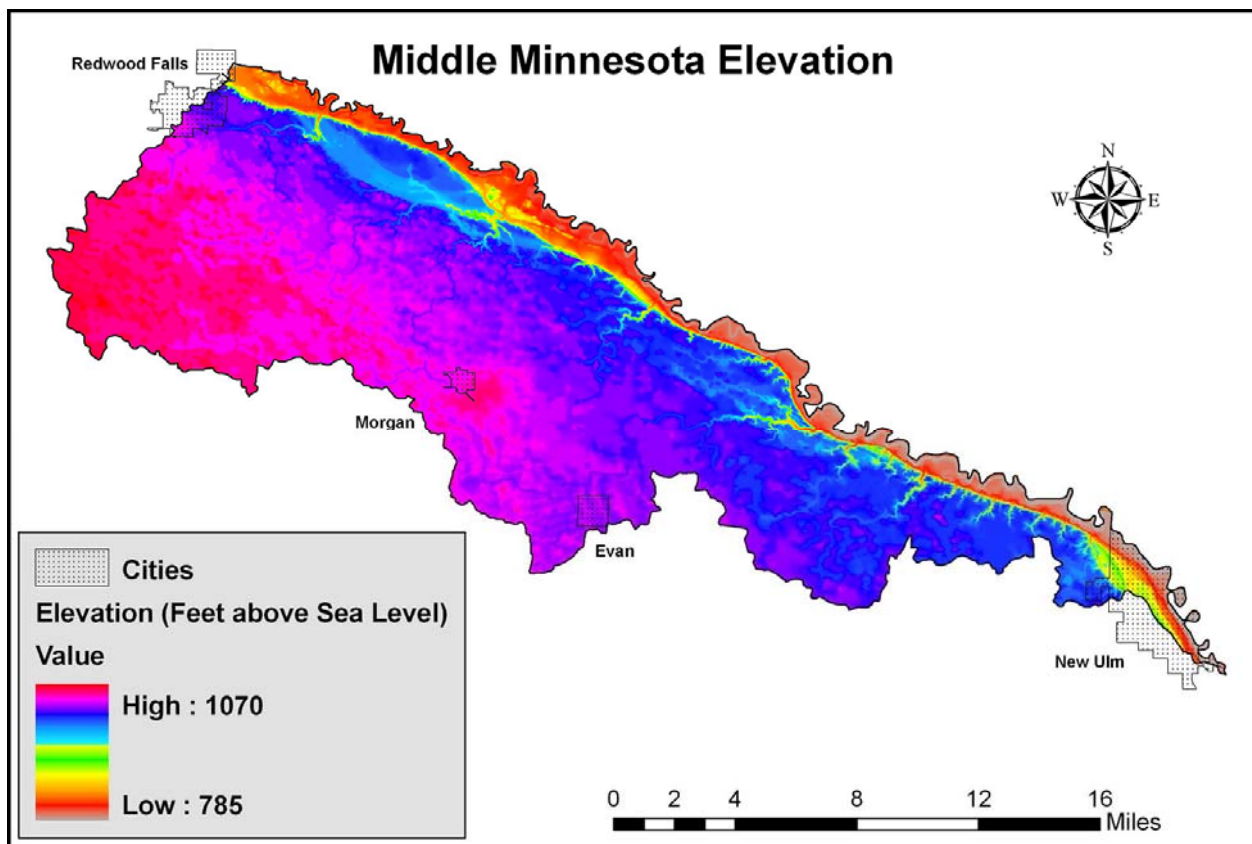 Middle Minnesota Elevation
Redwood Falls
N
W E
S
Morgan
Evan
New Ulm
Cities
Elevation (Feet above Sea Level)
Value
High : 1070
Low : 785
0 2 4 8 12 16
Miles